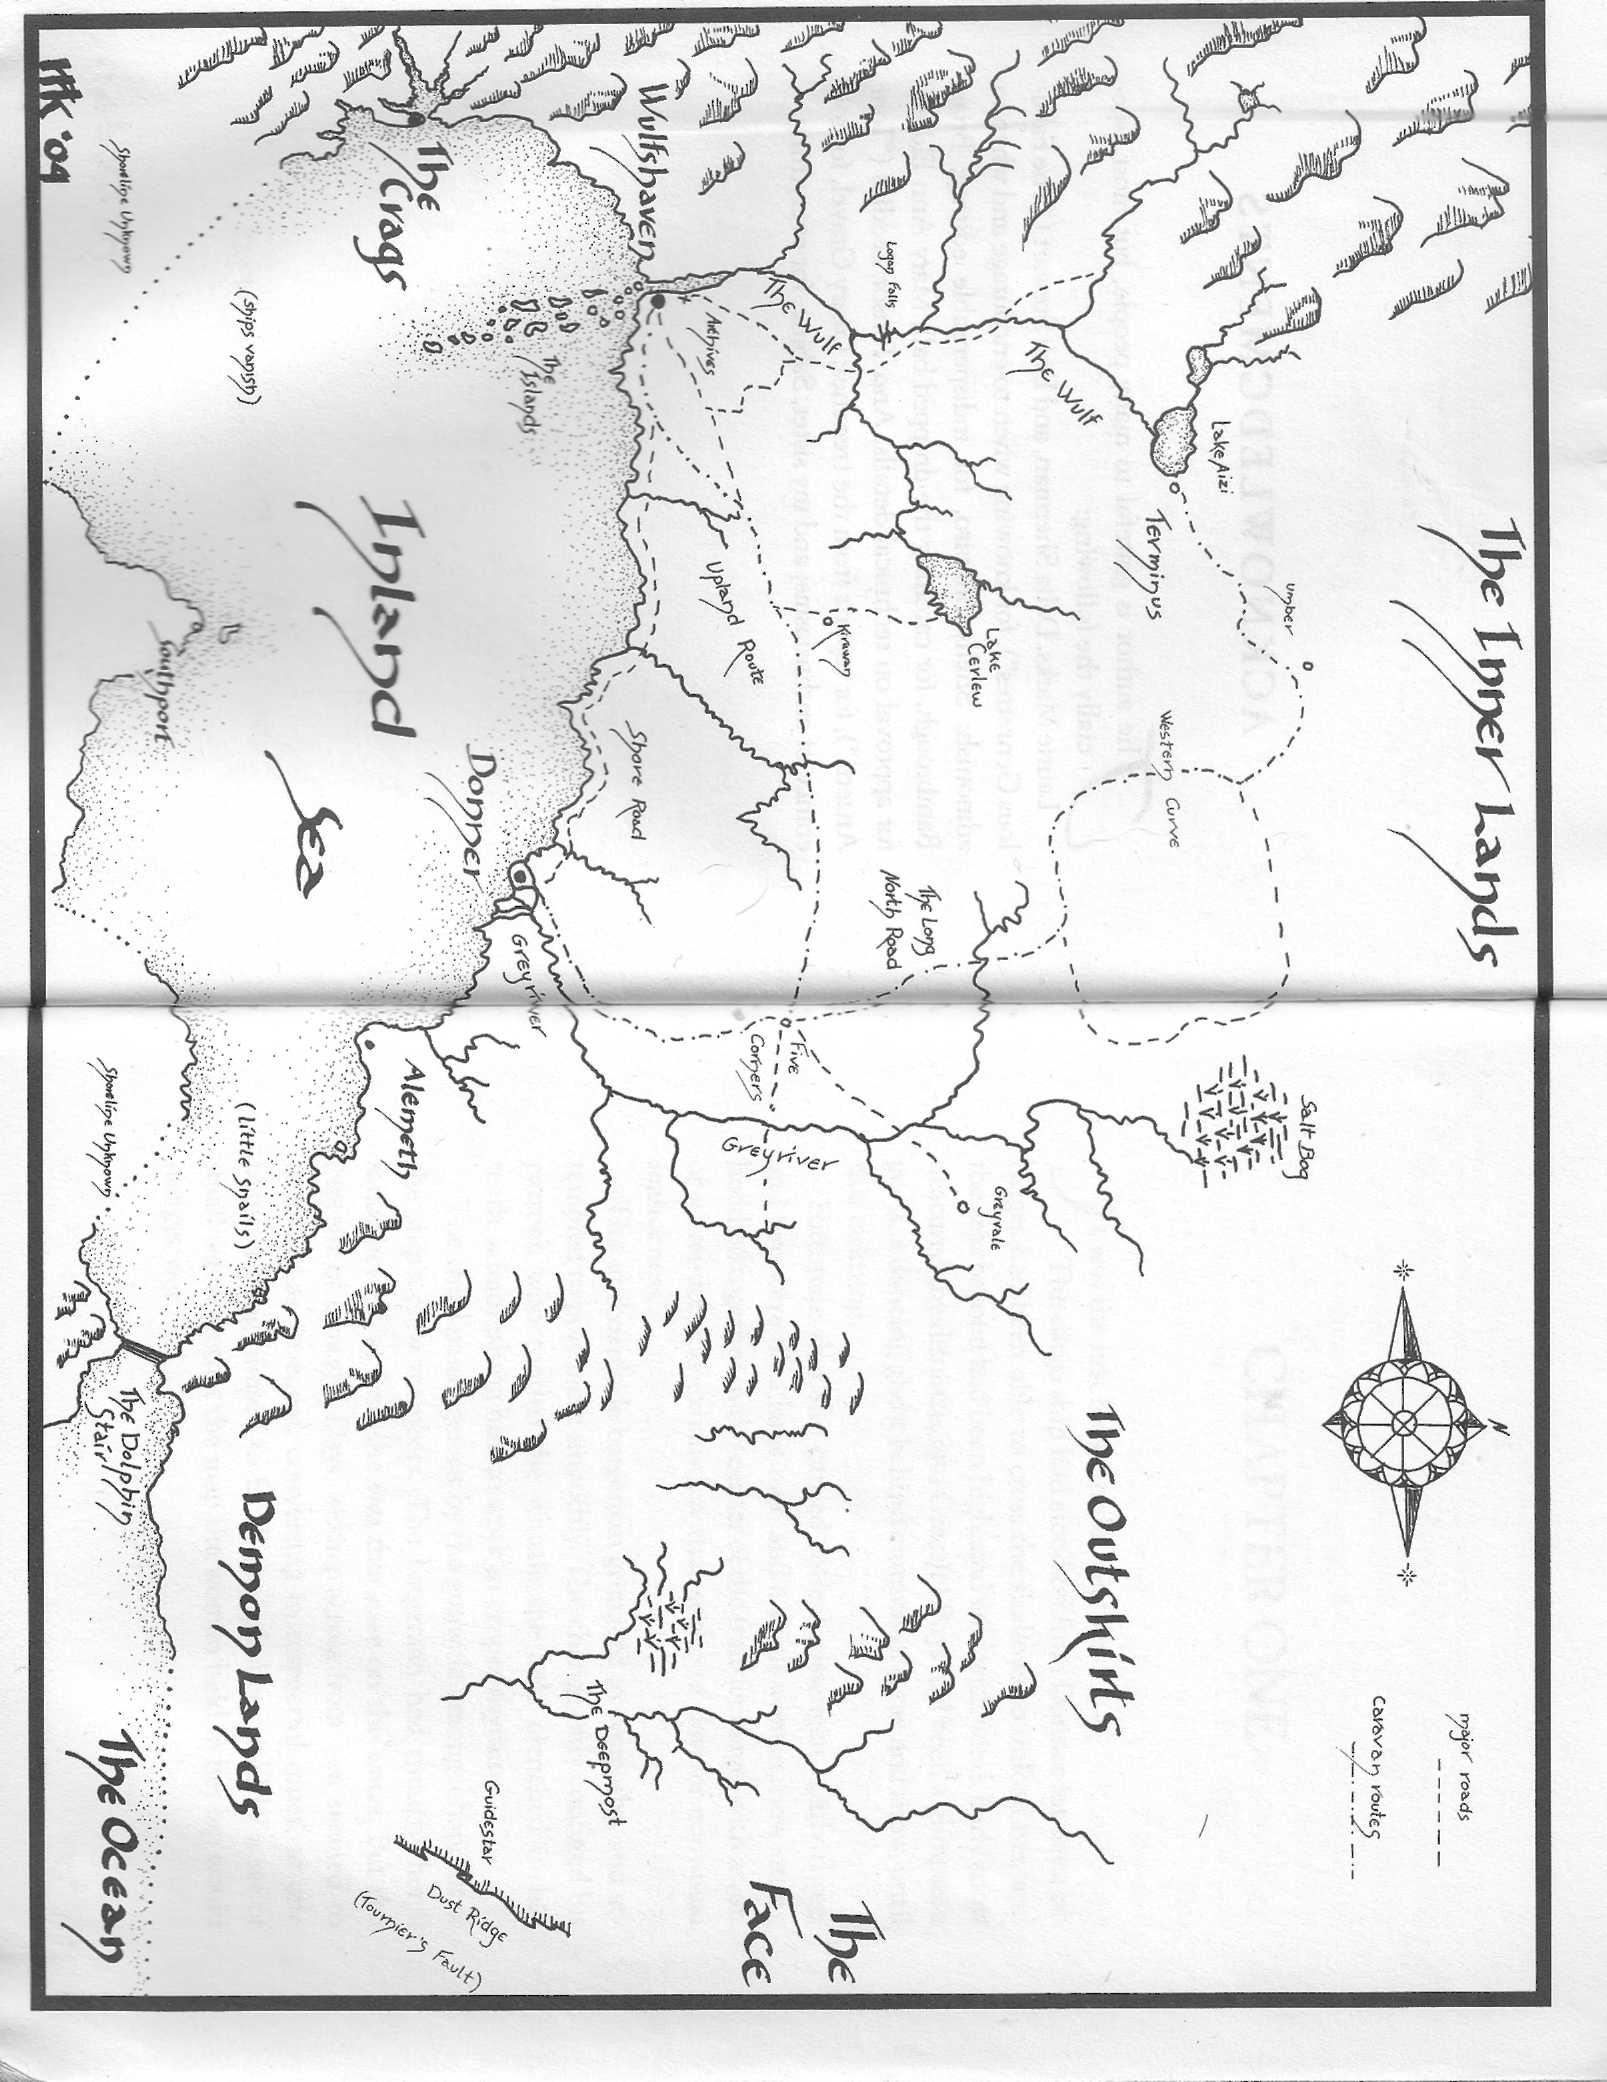 The Inner Lands
N
major roads
caravan routes
Salt Bog
Umber
Lake Aizi
Terminus
Western Curve
The Outskirts
The Wulf
Lake
Cerlew
The Long
North Road
Greyvale
Logan Falls
Kirawan
Five
Corners
Greyriver
The
Face
The Wulf
Archives
Upland Route
Wulfshaven
Shore Road
The Deepmost
Guidestar
Dust Ridge
(Tournier's Fault)
The
Islands
Donner
Greyriver
The
Crags
Alemeth
Inland
Sea
(ships vanish)
(Little Snails)
Demon Lands
Southport
Shoreline Unknown
Shoreline Unknown
The Dolphin
Stair
The Ocean
'04